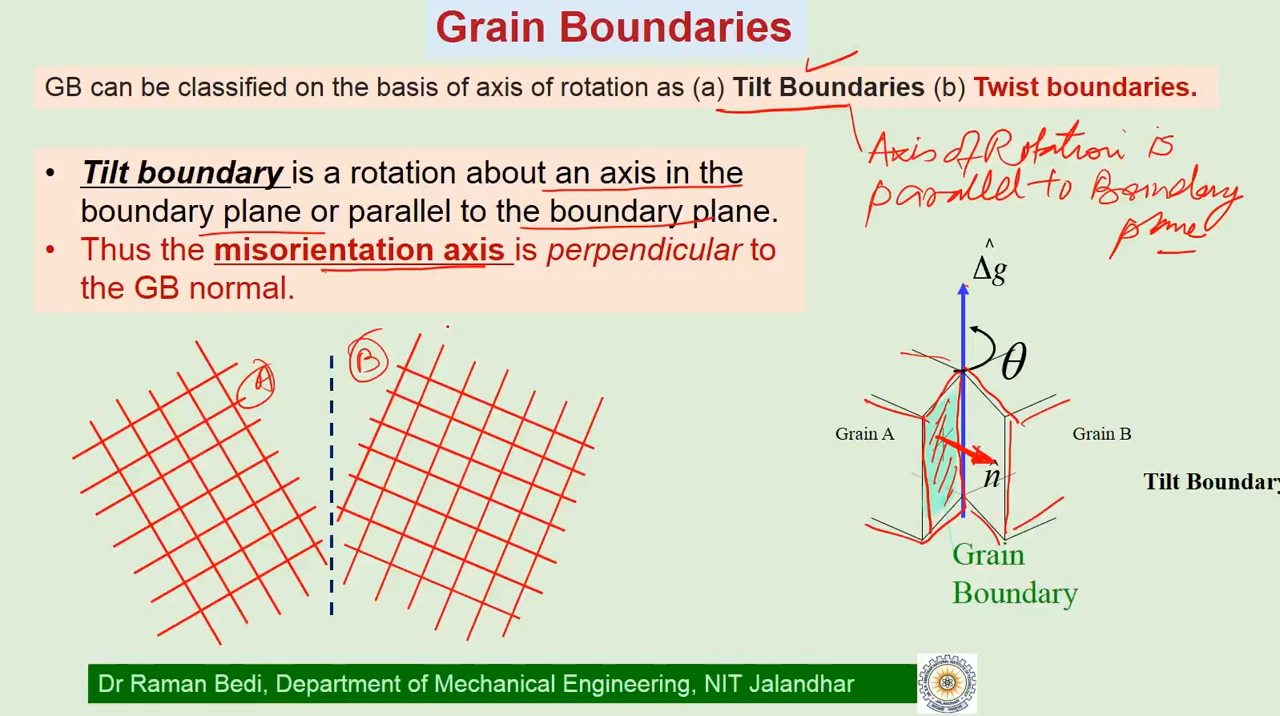 Grain Boundaries
GB can be classified on the basis of axis of rotation as (a) Tilt Boundaries (b) Twist boundaries.
Axis of Rotation is
parallel to Boundary
plane
• Tilt boundary is a rotation about an axis in the
boundary plane or parallel to the boundary plane.
• Thus the misorientation axis is perpendicular to
the GB normal.
Δĝ
θ
A
B
Grain A
Grain B
n̂
Tilt Boundary
Grain
Boundary
Dr Raman Bedi, Department of Mechanical Engineering, NIT Jalandhar